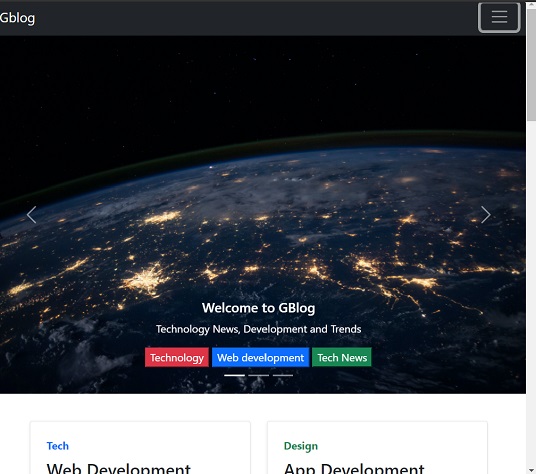 Gblog
Welcome to GBlog
Technology News, Development and Trends
Technology Web development Tech News
Tech
Web Development
Design
App Development